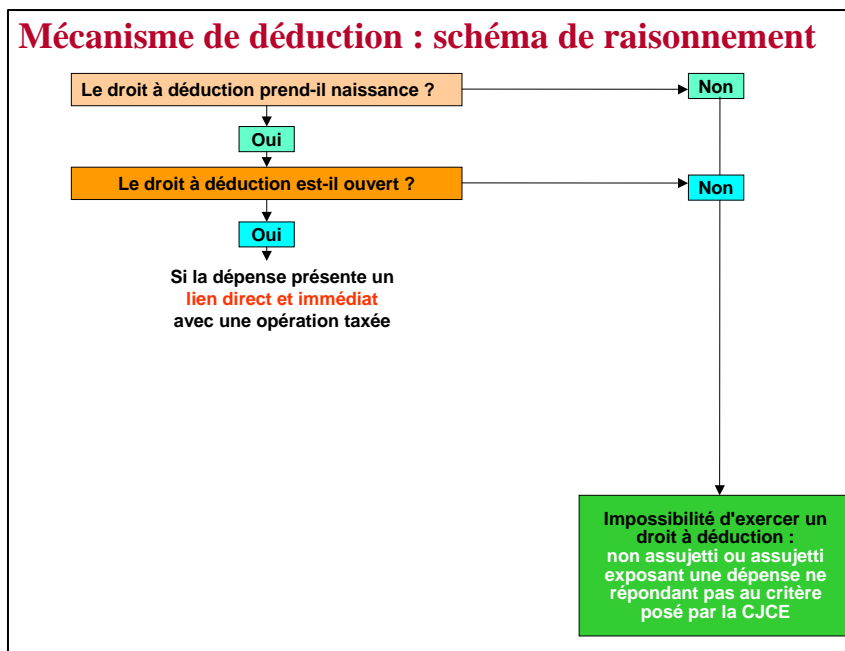 Mécanisme de déduction : schéma de raisonnement
Le droit à déduction prend-il naissance ?
Non
Oui
Le droit à déduction est-il ouvert ?
Non
Oui
Si la dépense présente un
lien direct et immédiat
avec une opération taxée
Impossibilité d'exercer un
droit à déduction :
non assujetti ou assujetti
exposant une dépense ne
répondant pas au critère
posé par la CJCE